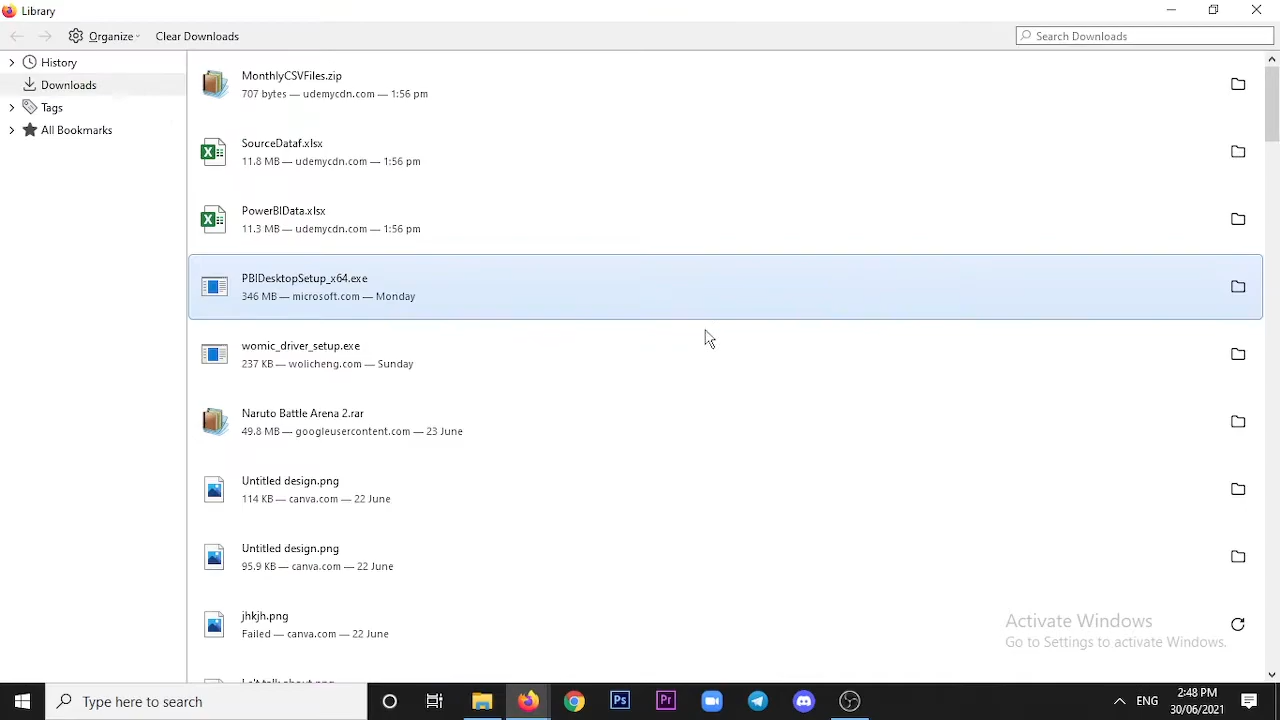 Library
Organize
Clear Downloads
Search Downloads
History
Downloads
Tags
All Bookmarks
MonthlyCSVFiles.zip
707 bytes — udemycdn.com — 1:56 pm
SourceDataf.xlsx
11.8 MB — udemycdn.com — 1:56 pm
PowerBIData.xlsx
11.3 MB — udemycdn.com — 1:56 pm
PBIDesktopSetup_x64.exe
346 MB — microsoft.com — Monday
womic_driver_setup.exe
237 KB — wolicheng.com — Sunday
Naruto Battle Arena 2.rar
49.8 MB — googleusercontent.com — 23 June
Untitled design.png
114 KB — canva.com — 22 June
Untitled design.png
95.9 KB — canva.com — 22 June
jhkjh.png
Failed — canva.com — 22 June
Activate Windows
Go to Settings to activate Windows.
Type here to search
Ps
Pr
ENG
2:48 PM
30/06/2021